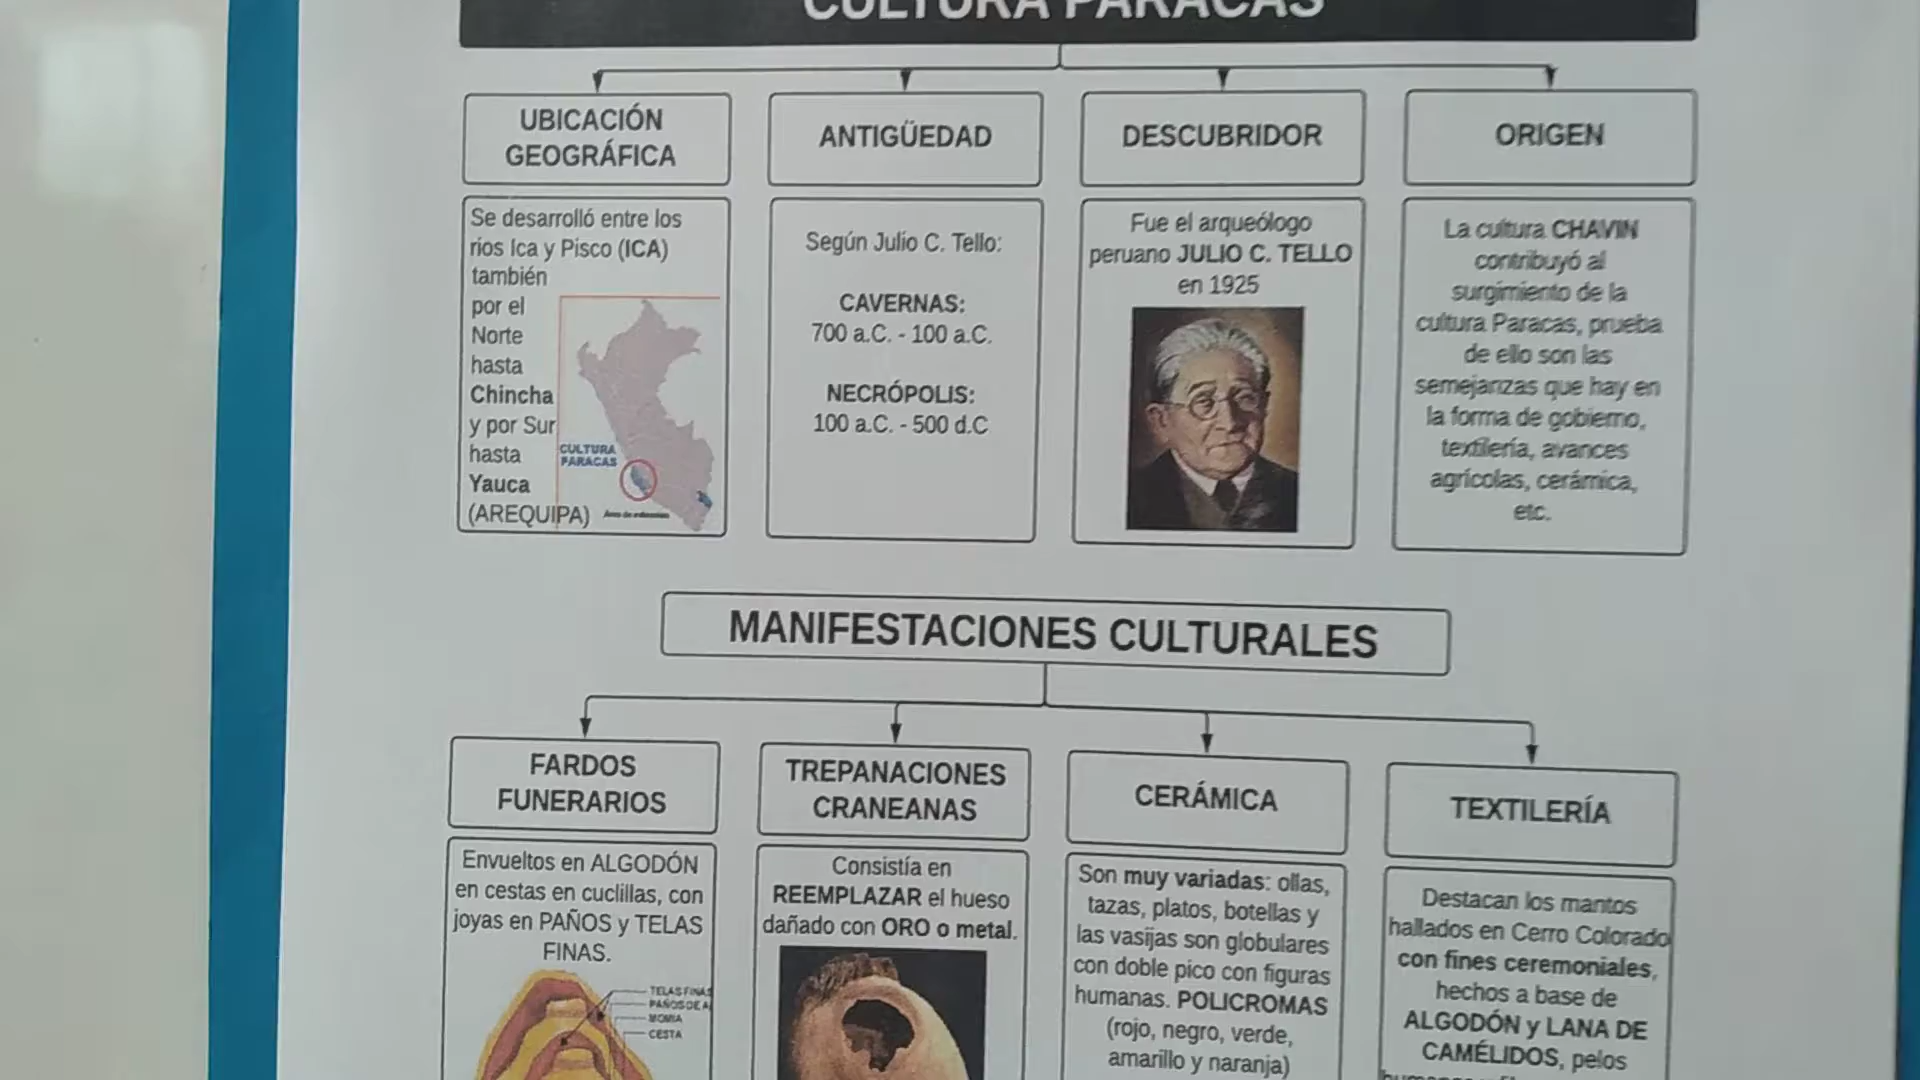 CULTURA PARACAS
UBICACIÓN
GEOGRÁFICA
Se desarrolló entre los
ríos Ica y Pisco (ICA)
también
por el
Norte
hasta
Chincha
y por Sur
hasta
Yauca
(AREQUIPA)
CULTURA
PARACAS
ANTIGÜEDAD
Según Julio C. Tello:
CAVERNAS:
700 a.C. - 100 a.C.
NECRÓPOLIS:
100 a.C. - 500 d.C
DESCUBRIDOR
Fue el arqueólogo
peruano JULIO C. TELLO
en 1925
ORIGEN
La cultura CHAVIN
contribuyó al
surgimiento de la
cultura Paracas, prueba
de ello son las
semejanzas que hay en
la forma de gobierno,
textilería, avances
agrícolas, cerámica,
etc.
MANIFESTACIONES CULTURALES
FARDOS
FUNERARIOS
Envueltos en ALGODÓN
en cestas en cuclillas, con
joyas en PAÑOS y TELAS
FINAS.
TELAS FINAS
PAÑOS DE A
MOMIA
CESTA
TREPANACIONES
CRANEANAS
Consistía en
REEMPLAZAR el hueso
dañado con ORO o metal.
CERÁMICA
Son muy variadas: ollas,
tazas, platos, botellas y
las vasijas son globulares
con doble pico con figuras
humanas. POLICROMAS
(rojo, negro, verde,
amarillo y naranja)
TEXTILERÍA
Destacan los mantos
hallados en Cerro Colorado
con fines ceremoniales,
hechos a base de
ALGODÓN y LANA DE
CAMÉLIDOS, pelos